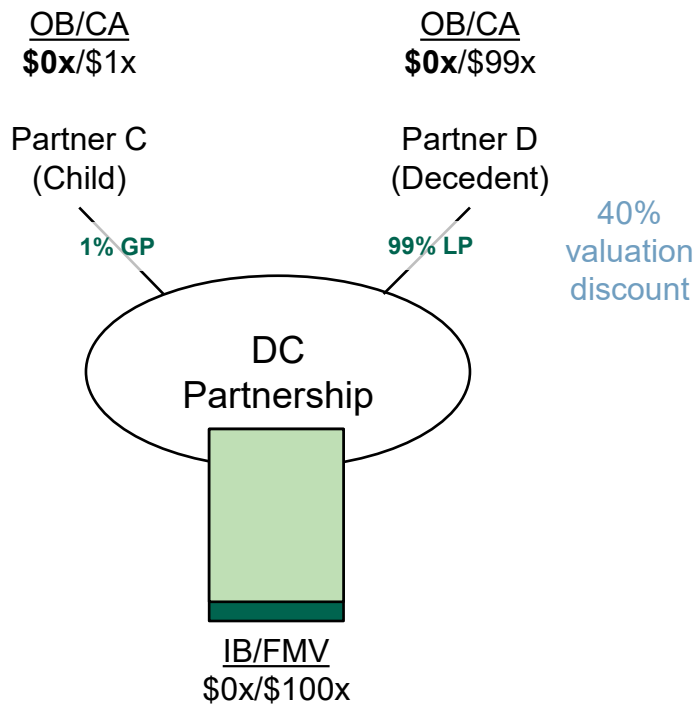 OB/CA
$0x/$1x
OB/CA
$0x/$99x
Partner C
(Child)
Partner D
(Decedent)
40%
valuation
discount
1% GP
99% LP
DC
Partnership
IB/FMV
$0x/$100x